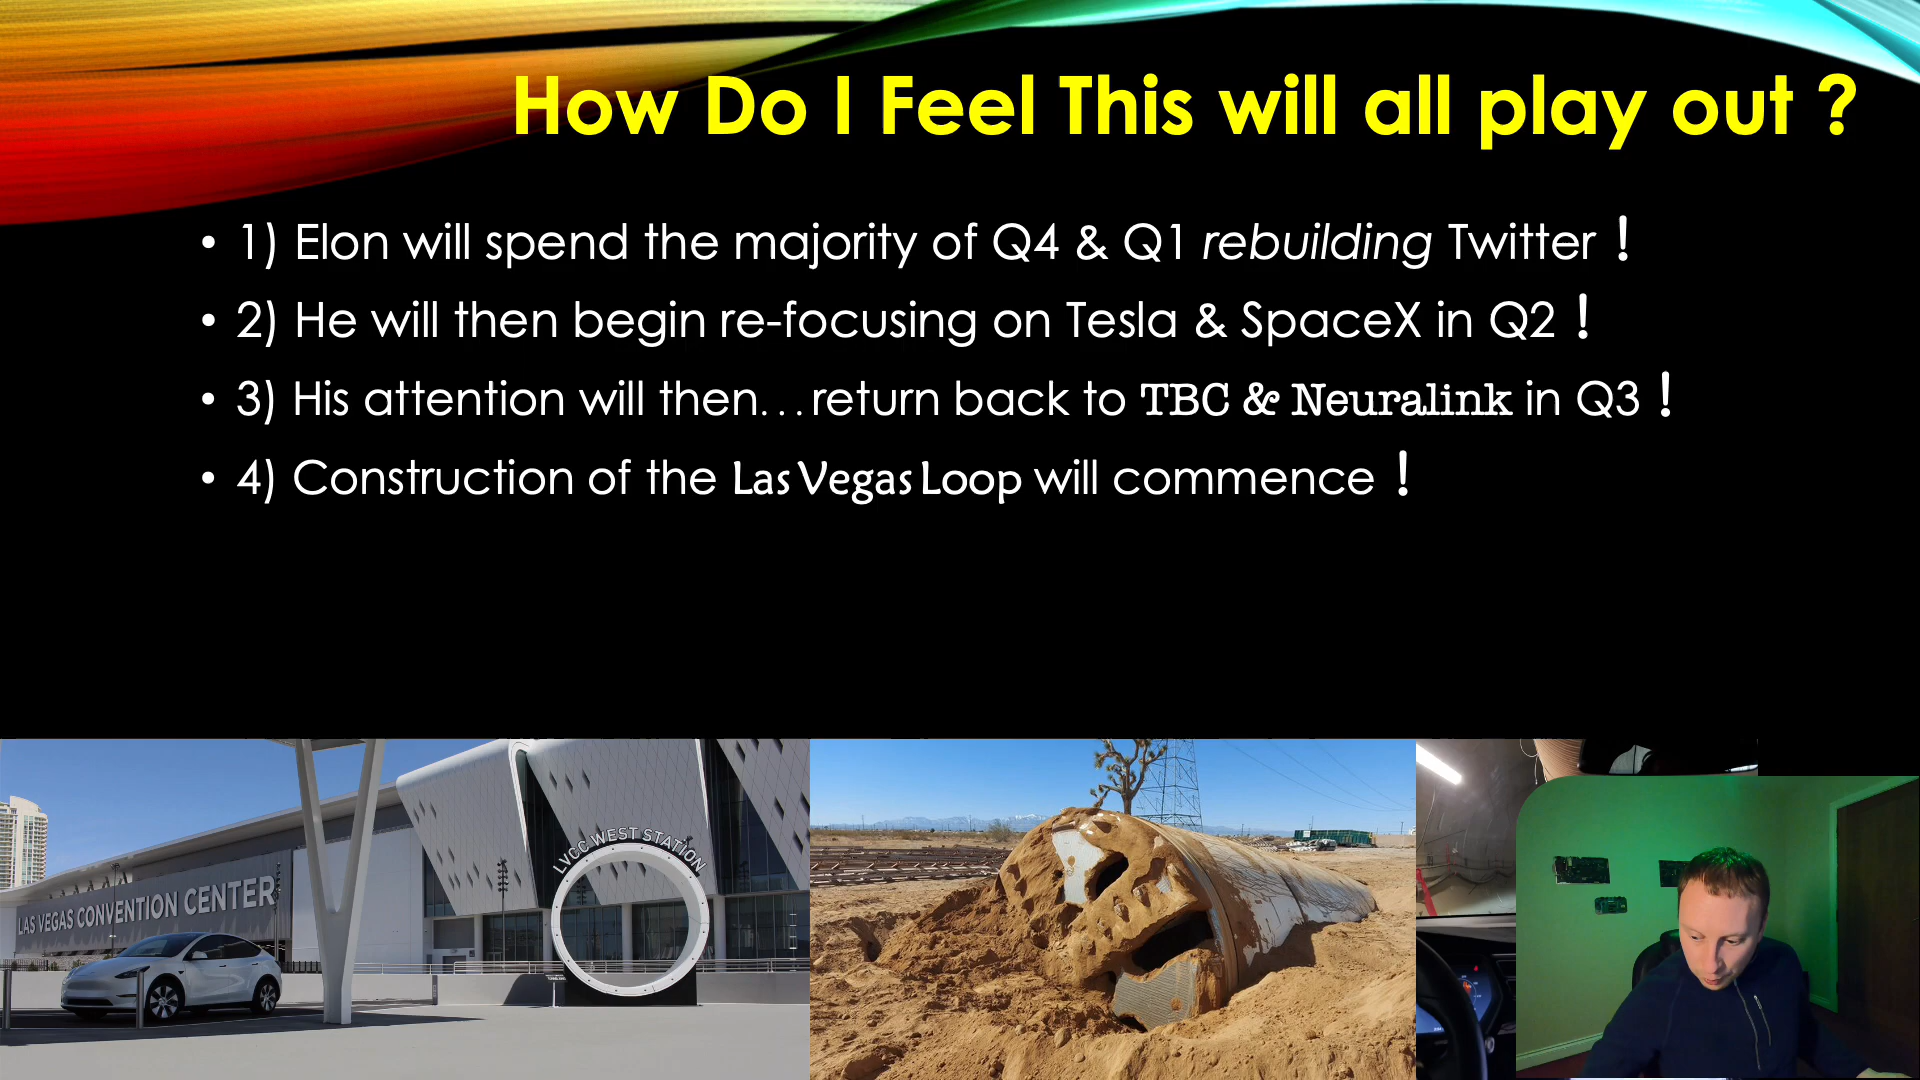 How Do I Feel This will all play out ?
• 1) Elon will spend the majority of Q4 & Q1 rebuilding Twitter !
• 2) He will then begin re-focusing on Tesla & SpaceX in Q2 !
• 3) His attention will then…return back to TBC & Neuralink in Q3 !
• 4) Construction of the Las Vegas Loop will commence !
LVCC WEST STATION
LAS VEGAS CONVENTION CENTER